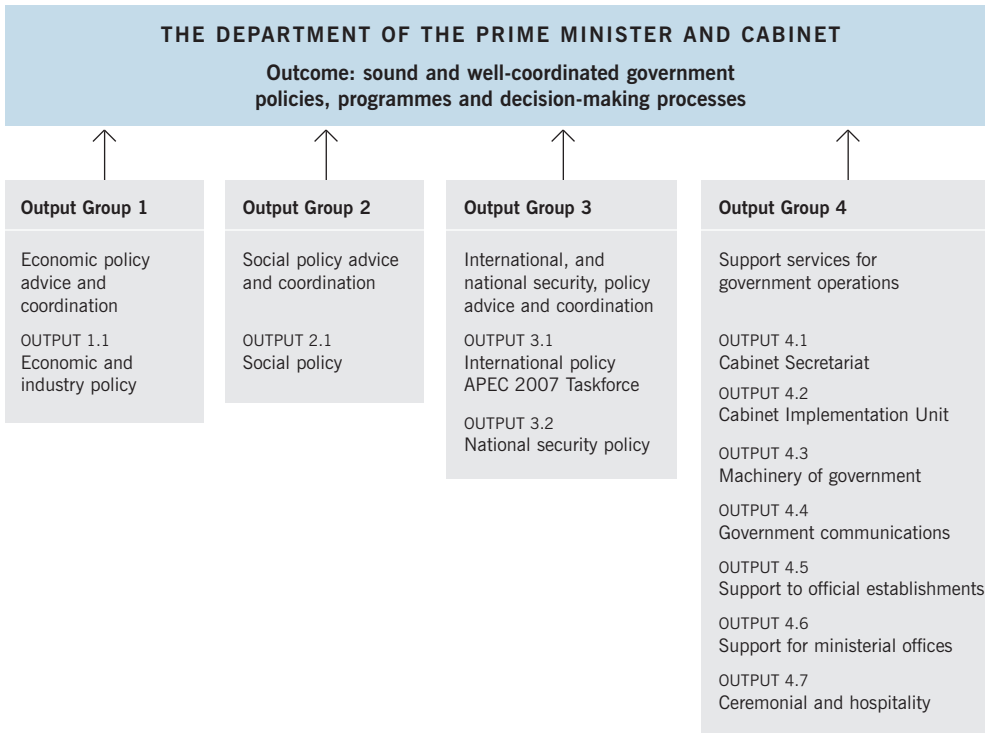 THE DEPARTMENT OF THE PRIME MINISTER AND CABINET
Outcome: sound and well-coordinated government
policies, programmes and decision-making processes
Output Group 1
Economic policy
advice and
coordination
OUTPUT 1.1
Economic and
industry policy
Output Group 2
Social policy advice
and coordination
OUTPUT 2.1
Social policy
Output Group 3
International, and
national security, policy
advice and coordination
OUTPUT 3.1
International policy
APEC 2007 Taskforce
OUTPUT 3.2
National security policy
Output Group 4
Support services for
government operations
OUTPUT 4.1
Cabinet Secretariat
OUTPUT 4.2
Cabinet Implementation Unit
OUTPUT 4.3
Machinery of government
OUTPUT 4.4
Government communications
OUTPUT 4.5
Support to official establishments
OUTPUT 4.6
Support for ministerial offices
OUTPUT 4.7
Ceremonial and hospitality